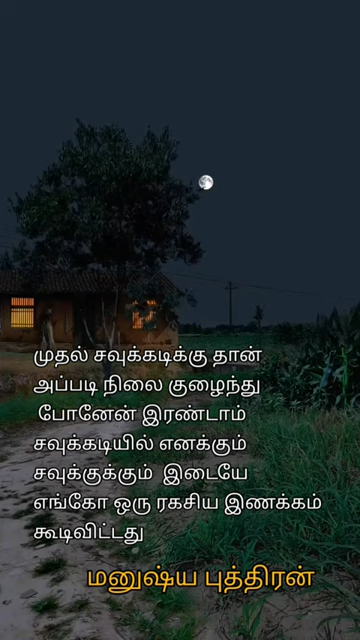 முதல் சவுக்கடிக்கு தான்
அப்படி நிலை குழைந்து
போனேன் இரண்டாம்
சவுக்கடியில் எனக்கும்
சவுக்குக்கும் இடையே
எங்கோ ஒரு ரகசிய இணக்கம்
கூடிவிட்டது
மனுஷ்ய புத்திரன்